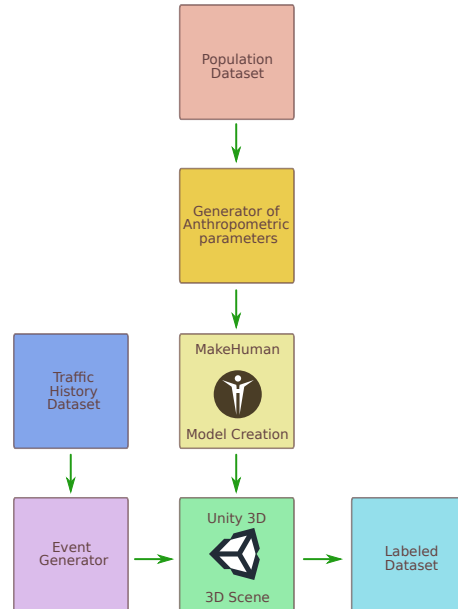 Population
Dataset
Generator of
Anthropometric
parameters
MakeHuman
Model Creation
Traffic
History
Dataset
Event
Generator
Unity 3D
3D Scene
Labeled
Dataset